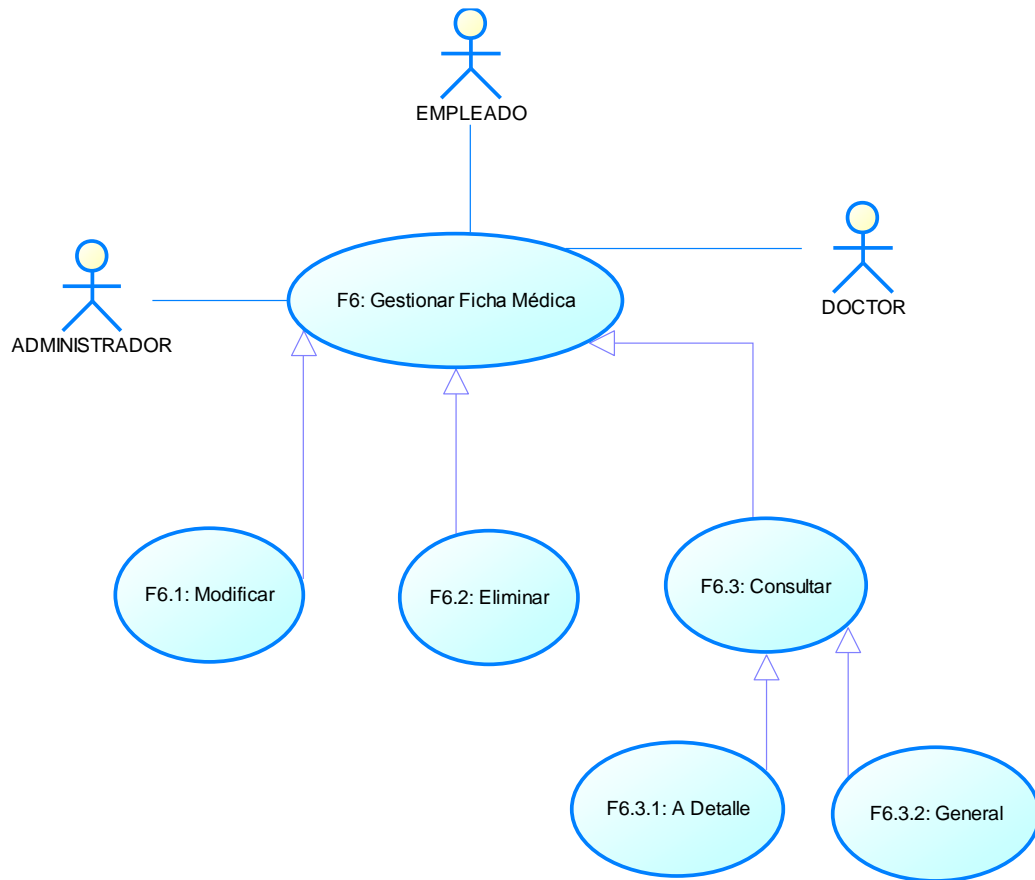 EMPLEADO
DOCTOR
ADMINISTRADOR
F6: Gestionar Ficha Médica
F6.1: Modificar
F6.2: Eliminar
F6.3: Consultar
F6.3.1: A Detalle
F6.3.2: General